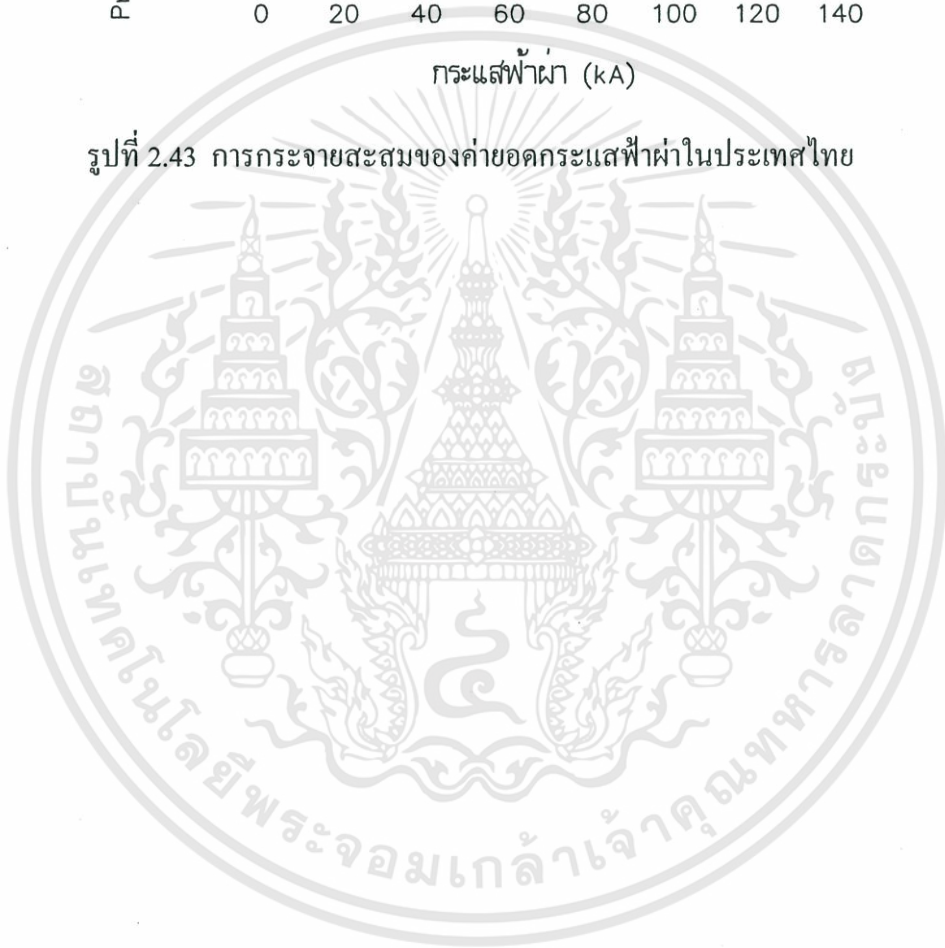 0 20 40 60 80 100 120 140
กระแสฟ้าผ่า (kA)
รูปที่ 2.43 การกระจายสะสมของค่ายอดกระแสฟ้าผ่าในประเทศไทย
สถาบันเทคโนโลยีพระจอมเกล้าเจ้าคุณทหารลาดกระบัง